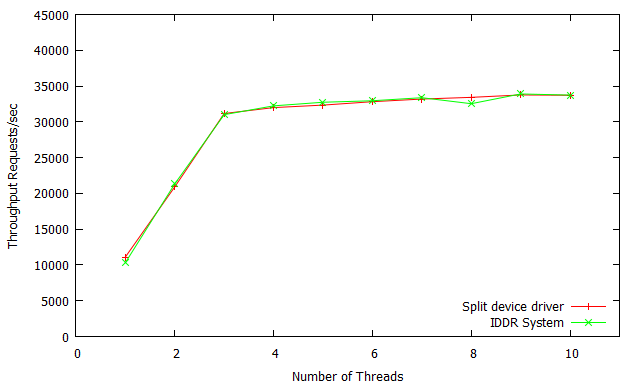 45000
40000
35000
30000
25000
20000
15000
10000
5000
0
Throughput Requests/sec
Split device driver
IDDR System
0 2 4 6 8 10
Number of Threads